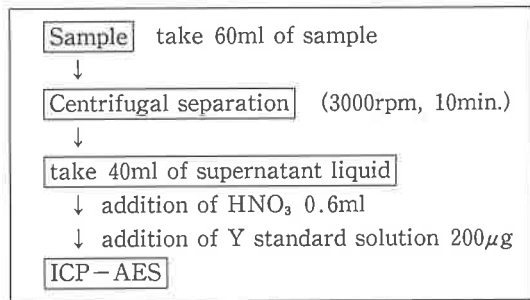 Sample take 60ml of sample
↓
Centrifugal separation (3000rpm, 10min.)
↓
take 40ml of supernatant liquid
↓ addition of HNO₃ 0.6ml
↓ addition of Y standard solution 200μg
ICP-AES